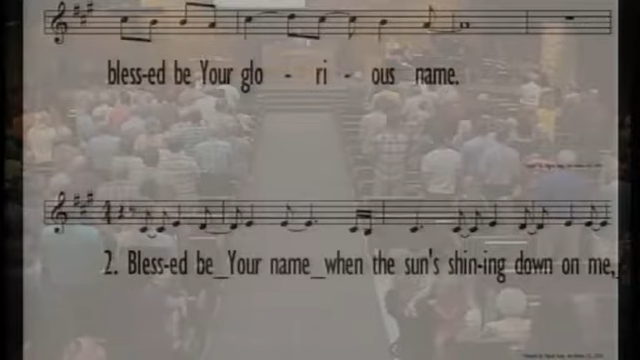 bless-ed be Your glo - ri - ous name.
2. Bless-ed be_Your name_when the sun's shin-ing down on me,